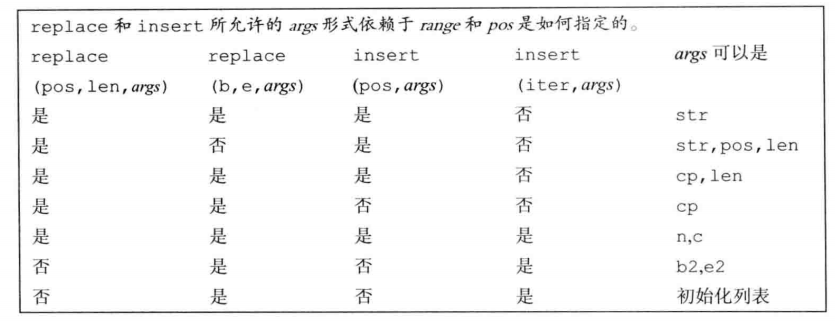 replace 和 insert 所允许的 args 形式依赖于 range 和 pos 是如何指定的。
replace replace insert insert args 可以是
(pos,len,args) (b,e,args) (pos,args) (iter,args)
是 是 是 否 str
是 否 是 否 str,pos,len
是 是 是 否 cp,len
是 是 否 否 cp
是 是 是 是 n,c
否 是 否 是 b2,e2
否 是 否 是 初始化列表